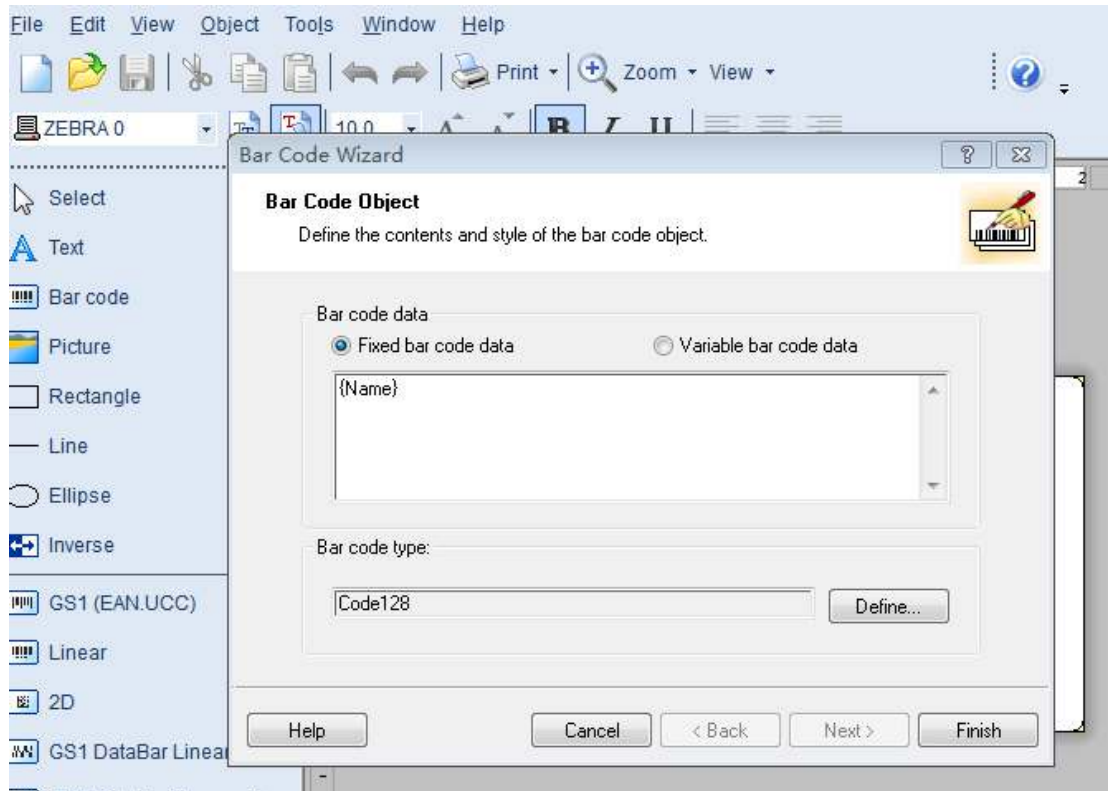 File Edit View Object Tools Window Help
Print Zoom View
ZEBRA 0 10.0 B I U
Bar Code Wizard
Select
Bar Code Object
Define the contents and style of the bar code object.
2
Text
Bar code
Bar code data
Picture
Fixed bar code data Variable bar code data
{Name}
Rectangle
Line
Ellipse
Inverse
Bar code type:
GS1 (EAN.UCC)
Code128 Define...
Linear
2D
Help Cancel < Back Next > Finish
GS1 DataBar Linear